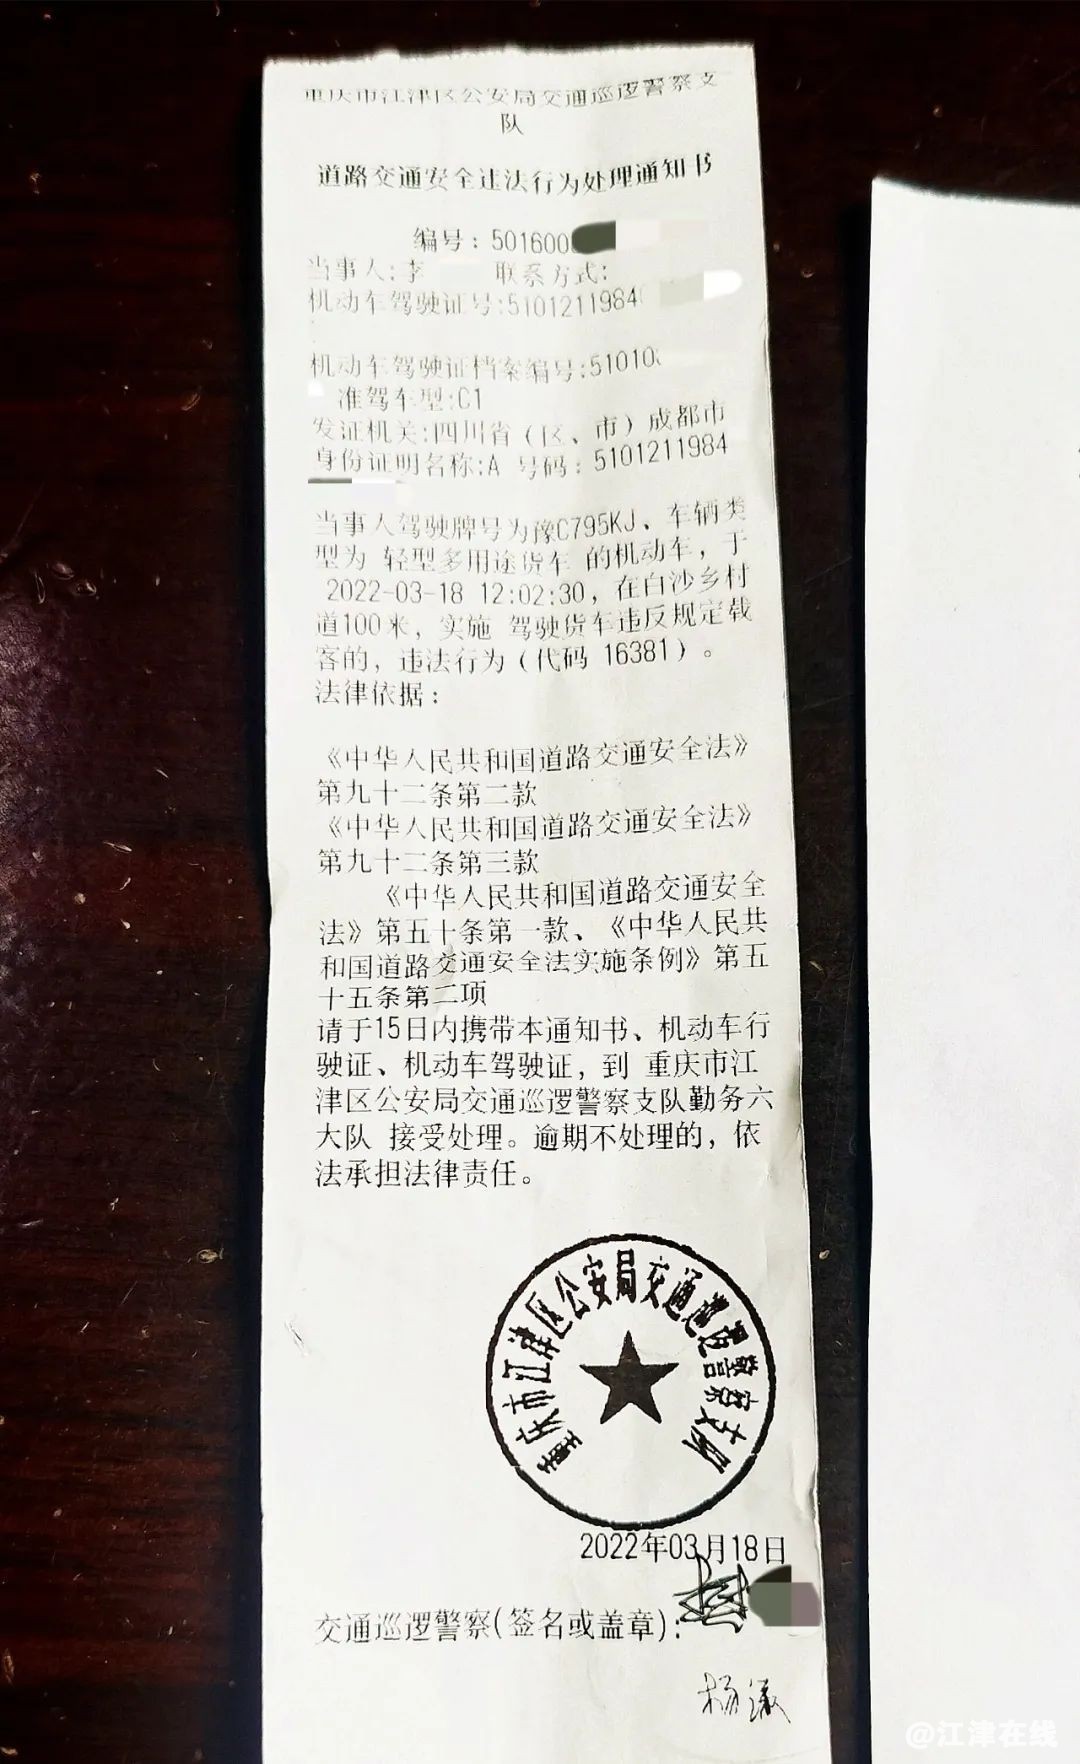 重庆市江津区公安局交通巡逻警察支
队
道路交通安全违法行为处理通知书
编号：501600
当事人:李 联系方式:
机动车驾驶证号:5101211984
机动车驾驶证档案编号:51010
准驾车型:C1
发证机关:四川省（区、市）成都市
身份证明名称:A 号码：5101211984
当事人驾驶牌号为豫C795KJ、车辆类
型为 轻型多用途货车 的机动车，于
2022-03-18 12:02:30，在白沙乡村
道100米，实施 驾驶货车违反规定载
客的，违法行为（代码 16381）。
法律依据：
《中华人民共和国道路交通安全法》
第九十二条第二款
《中华人民共和国道路交通安全法》
第九十二条第三款
《中华人民共和国道路交通安全
法》第五十条第一款、《中华人民共
和国道路交通安全法实施条例》第五
十五条第二项
请于15日内携带本通知书、机动车行
驶证、机动车驾驶证，到 重庆市江
津区公安局交通巡逻警察支队勤务六
大队 接受处理。逾期不处理的，依
法承担法律责任。
重庆市江津区公安局交通巡逻警察支队
2022年03月18日
交通巡逻警察(签名或盖章)：
杨
@江津在线